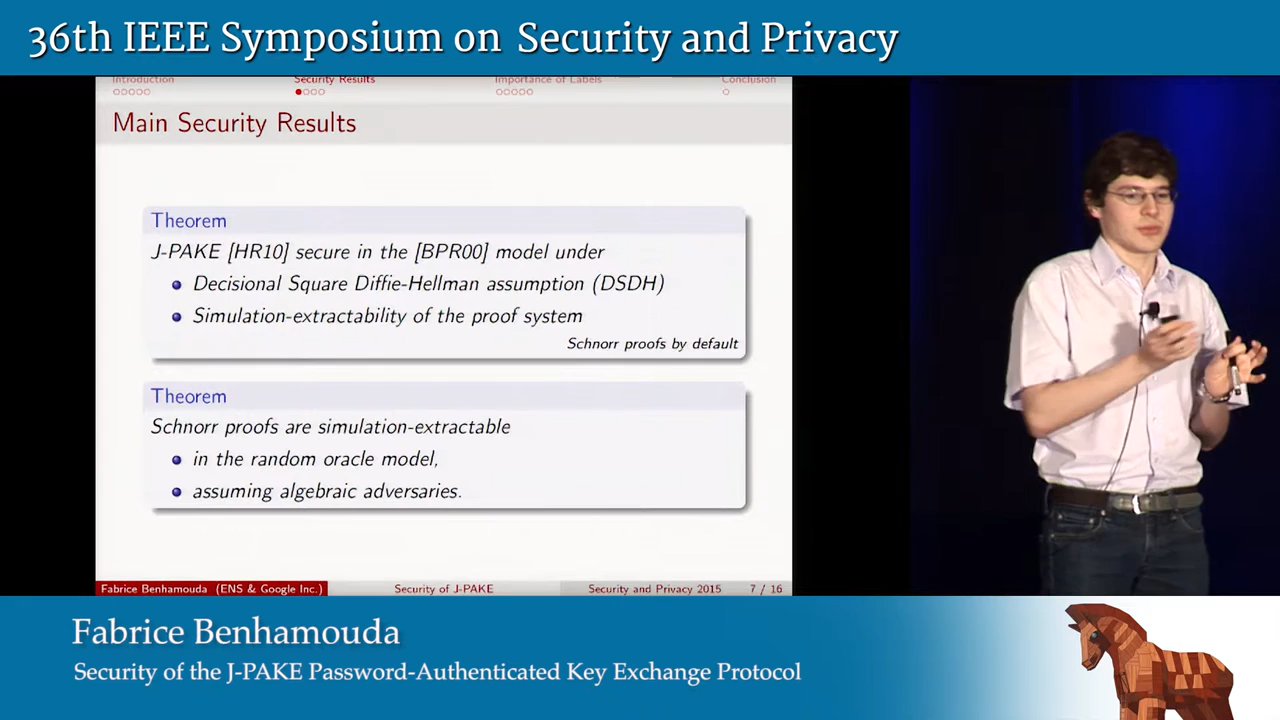 36th IEEE Symposium on Security and Privacy
Introduction Security Results Importance of Labels Conclusion
Main Security Results
Theorem
J-PAKE [HR10] secure in the [BPR00] model under
Decisional Square Diffie-Hellman assumption (DSDH)
Simulation-extractability of the proof system
Schnorr proofs by default
Theorem
Schnorr proofs are simulation-extractable
in the random oracle model,
assuming algebraic adversaries.
Fabrice Benhamouda (ENS & Google Inc.) Security of J-PAKE Security and Privacy 2015 7 / 16
Fabrice Benhamouda
Security of the J-PAKE Password-Authenticated Key Exchange Protocol